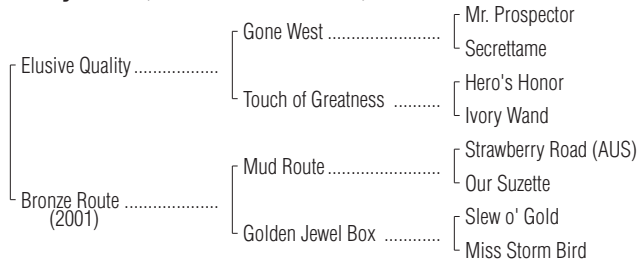 Mr. Prospector
Gone West
Secrettame
Elusive Quality
Hero's Honor
Touch of Greatness
Ivory Wand
Strawberry Road (AUS)
Mud Route
Our Suzette
Bronze Route
(2001)
Slew o' Gold
Golden Jewel Box
Miss Storm Bird